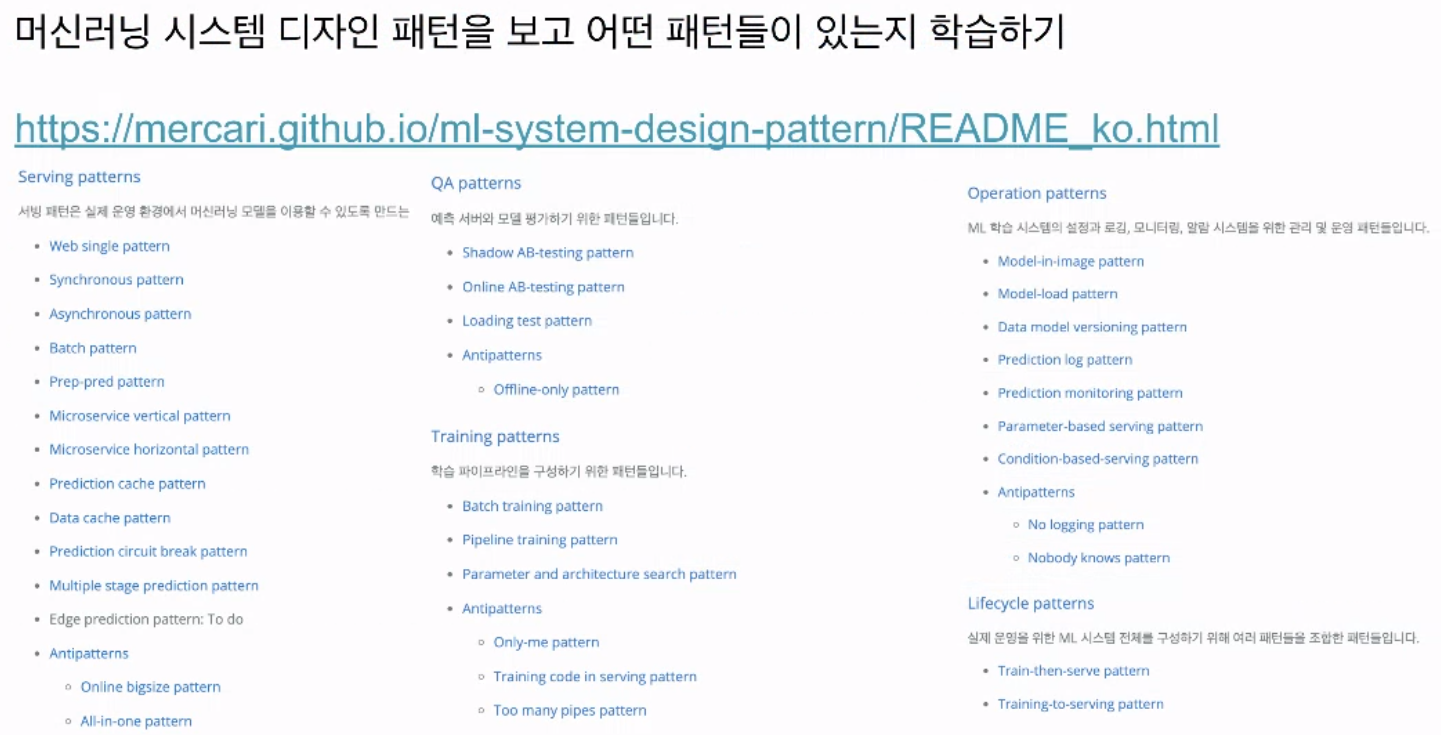 머신러닝 시스템 디자인 패턴을 보고 어떤 패턴들이 있는지 학습하기
https://mercari.github.io/ml-system-design-pattern/README_ko.html
Serving patterns
서빙 패턴은 실제 운영 환경에서 머신러닝 모델을 이용할 수 있도록 만드는
Web single pattern
Synchronous pattern
Asynchronous pattern
Batch pattern
Prep-pred pattern
Microservice vertical pattern
Microservice horizontal pattern
Prediction cache pattern
Data cache pattern
Prediction circuit break pattern
Multiple stage prediction pattern
Edge prediction pattern: To do
Antipatterns
Online bigsize pattern
All-in-one pattern
QA patterns
예측 서버와 모델 평가하기 위한 패턴들입니다.
Shadow AB-testing pattern
Online AB-testing pattern
Loading test pattern
Antipatterns
Offline-only pattern
Training patterns
학습 파이프라인을 구성하기 위한 패턴들입니다.
Batch training pattern
Pipeline training pattern
Parameter and architecture search pattern
Antipatterns
Only-me pattern
Training code in serving pattern
Too many pipes pattern
Operation patterns
ML 학습 시스템의 설정과 로깅, 모니터링, 알람 시스템을 위한 관리 및 운영 패턴들입니다.
Model-in-image pattern
Model-load pattern
Data model versioning pattern
Prediction log pattern
Prediction monitoring pattern
Parameter-based serving pattern
Condition-based-serving pattern
Antipatterns
No logging pattern
Nobody knows pattern
Lifecycle patterns
실제 운영을 위한 ML 시스템 전체를 구성하기 위해 여러 패턴들을 조합한 패턴들입니다.
Train-then-serve pattern
Training-to-serving pattern